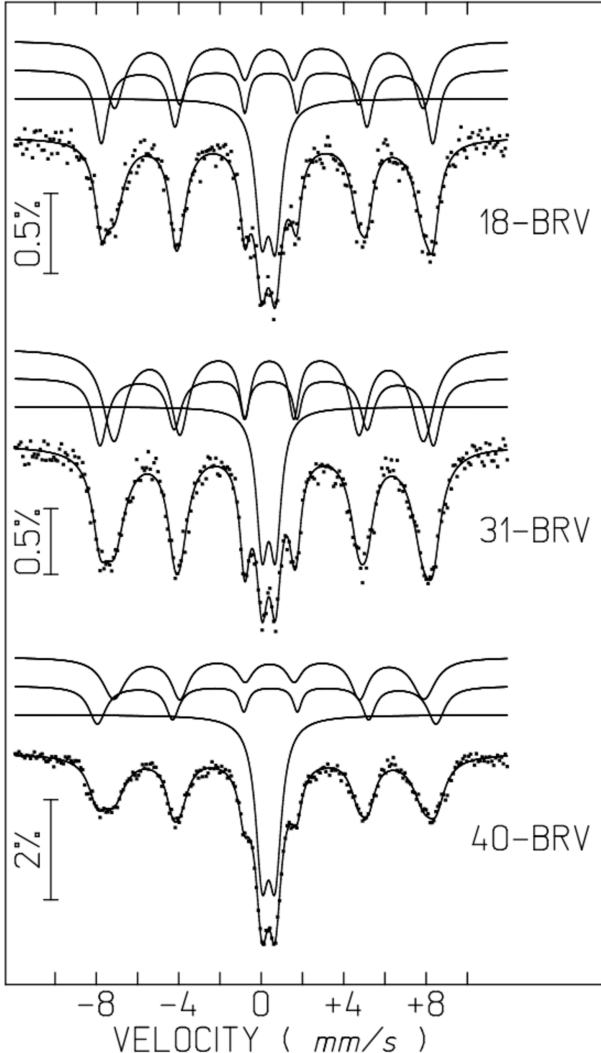 0.5%
18-BRV
0.5%
31-BRV
2%
40-BRV
-8 -4 0 +4 +8
VELOCITY ( mm/s )